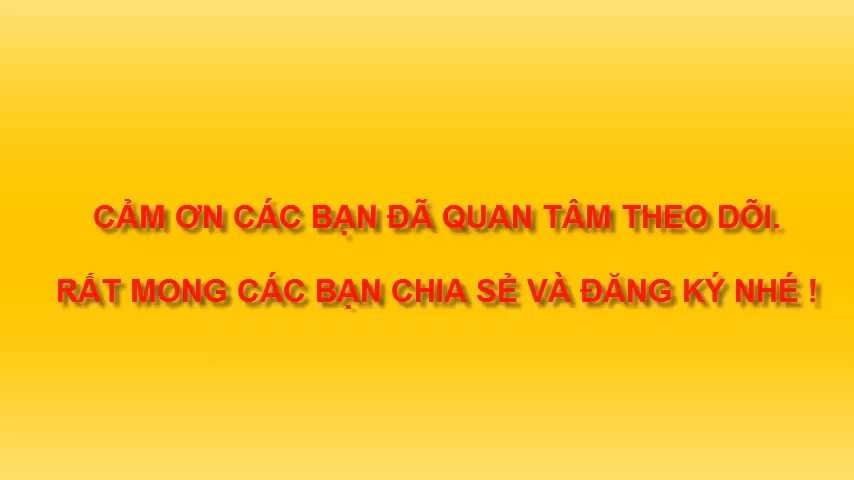 CẢM ƠN CÁC BẠN ĐÃ QUAN TÂM THEO DÕI.
RẤT MONG CÁC BẠN CHIA SẺ VÀ ĐĂNG KÝ NHÉ !